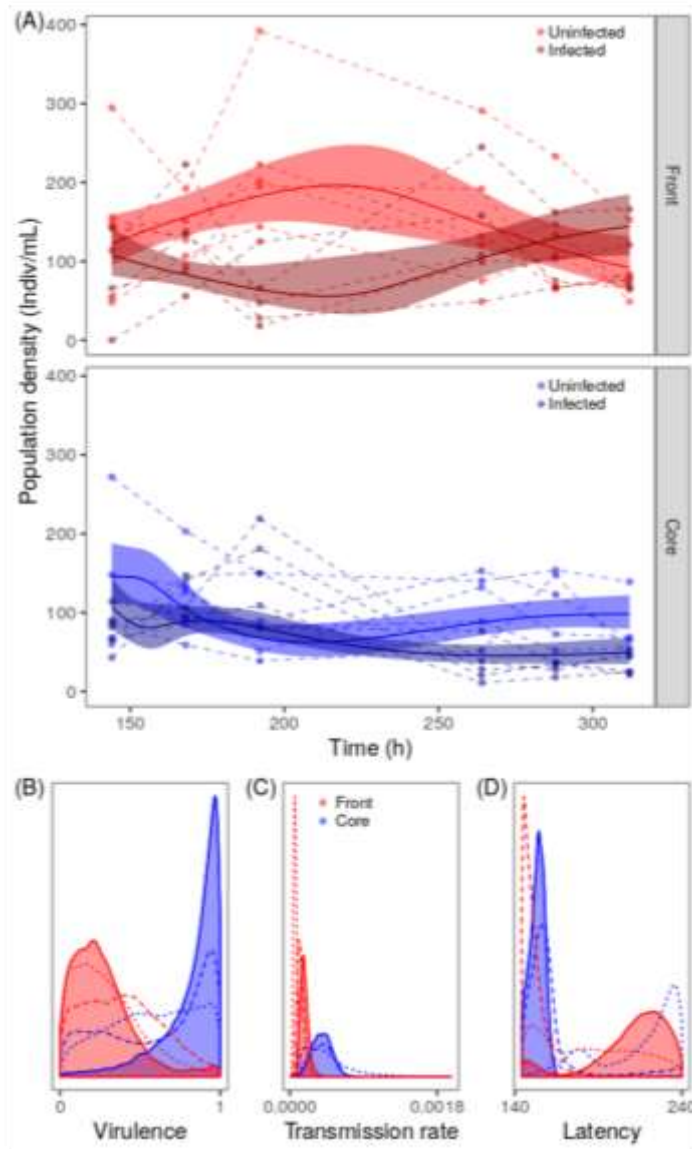 (A)
400
300
200
100
0
Uninfected
Infected
Front
400
300
200
100
0
Uninfected
Infected
Core
Population density (Indiv/mL)
150 200 250 300
Time (h)
(B) (C) (D)
Front
Core
0 1 0.0000 0.0018 140 240
Virulence Transmission rate Latency